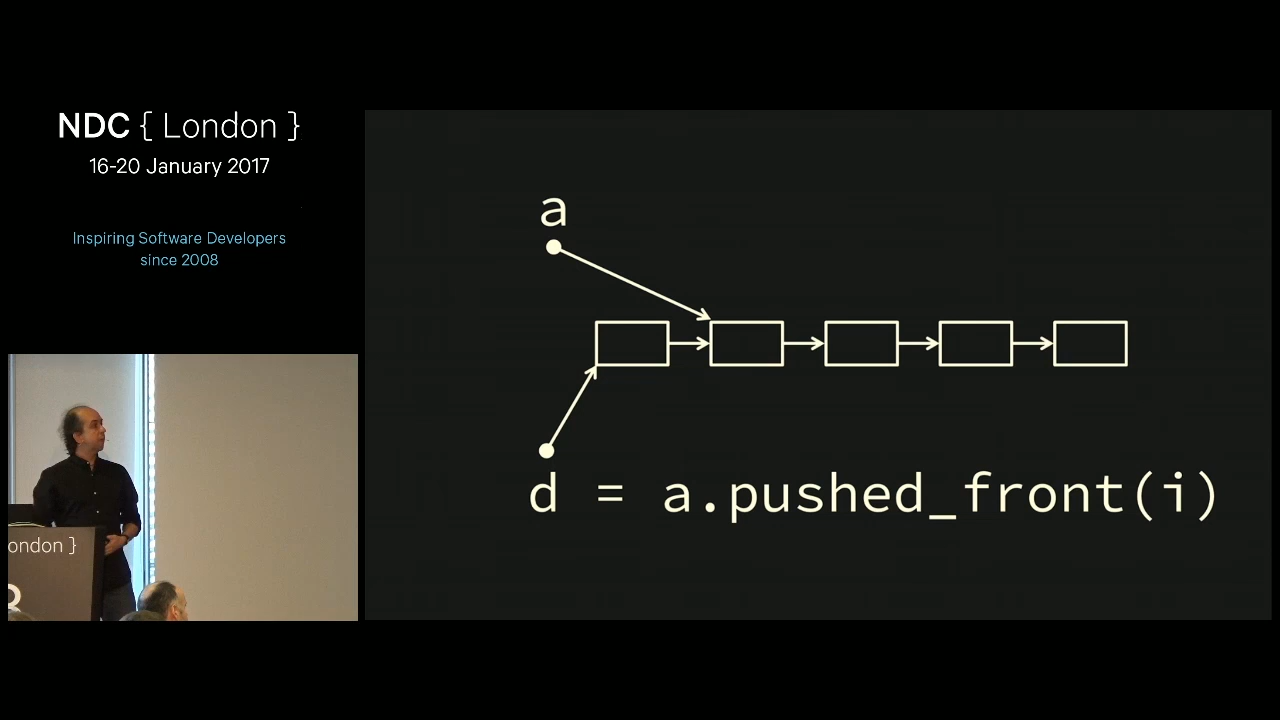 NDC { London }
16-20 January 2017
Inspiring Software Developers
since 2008
a
d = a.pushed_front(i)
ondon }